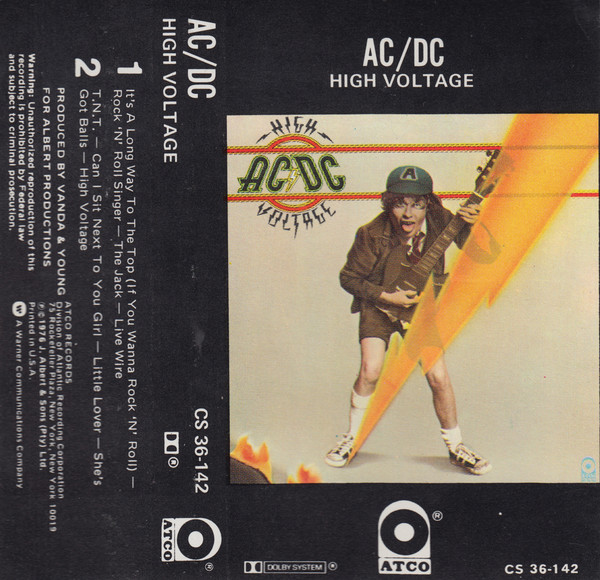 AC/DC
HIGH VOLTAGE
HIGH
AC DC
VOLTAGE
A
®
ATCO
DOLBY SYSTEM ®
CS 36-142
AC/DC
HIGH VOLTAGE
CS 36-142
®
ATCO
®
1
It's A Long Way To The Top (If You Wanna Rock 'N' Roll) —
Rock 'N' Roll Singer — The Jack — Live Wire
2
T.N.T. — Can I Sit Next To You Girl — Little Lover — She's
Got Balls — High Voltage
PRODUCED BY VANDA & YOUNG
FOR ALBERT PRODUCTIONS
ATCO RECORDS
Division of Atlantic Recording Corporation
75 Rockefeller Plaza, New York, New York 10019
℗© 1976 J. Albert & Sons (Pty) Ltd.
A Warner Communications Company
Printed in U.S.A.
Warning: Unauthorized reproduction of this
recording is prohibited by Federal law
and subject to criminal prosecution.